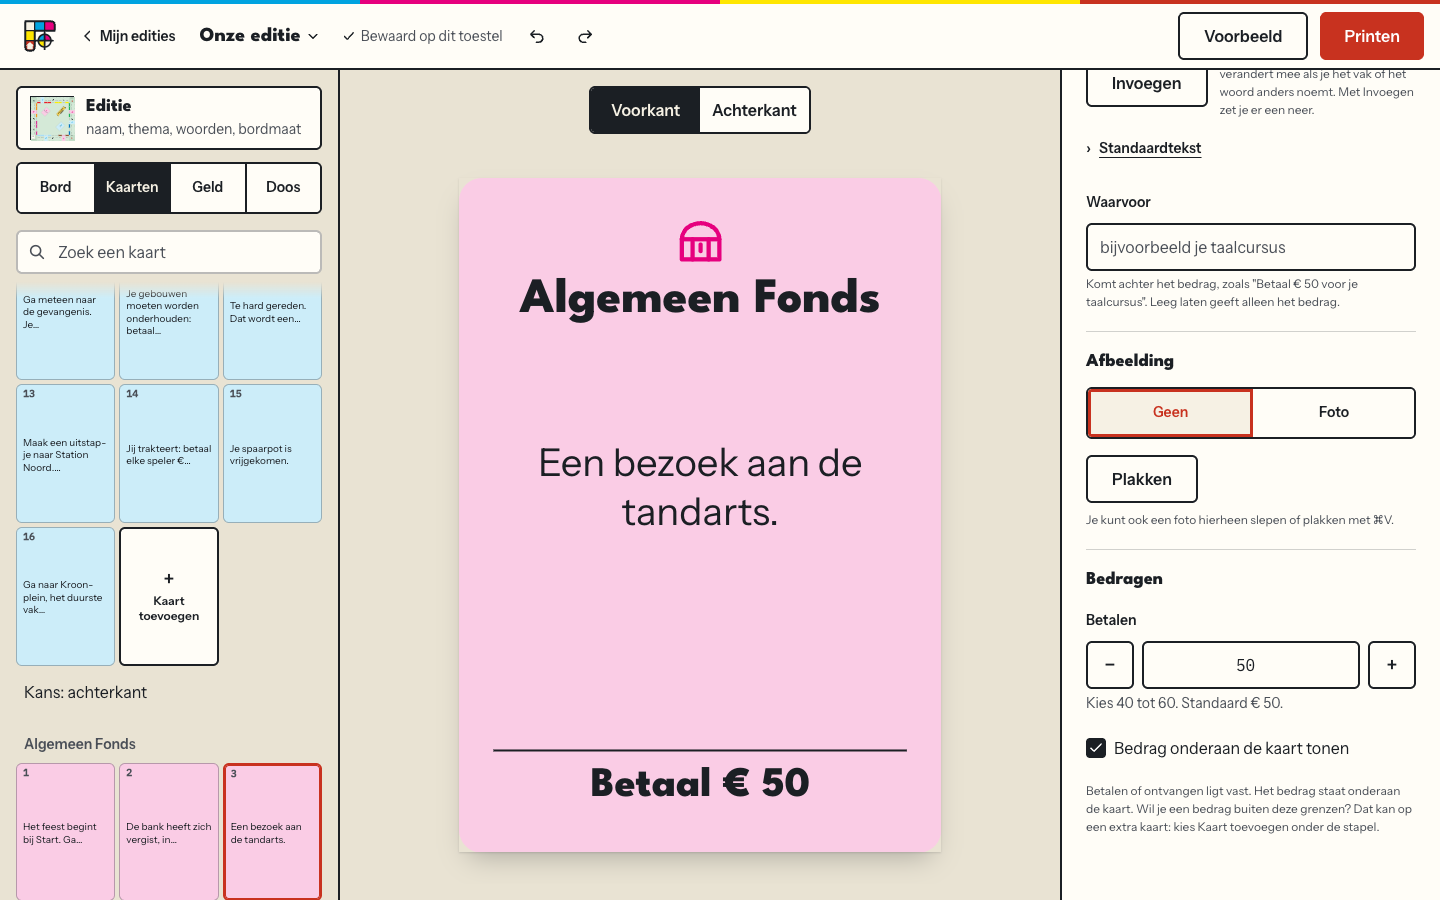 Mijn edities
Onze editie
Bewaard op dit toestel
Voorbeeld
Printen
Editie
naam, thema, woorden, bordmaat
Bord
Kaarten
Geld
Doos
Zoek een kaart
Ga meteen naar
de gevangenis.
Je...
Je gebouwen
moeten worden
onderhouden:
betaal...
Te hard gereden.
Dat wordt een...
13
Maak een uitstap-
je naar Station
Noord....
14
Jij trakteert: betaal
elke speler €...
15
Je spaarpot is
vrijgekomen.
16
Ga naar Kroon-
plein, het duurste
vak...
+
Kaart
toevoegen
Kans: achterkant
Algemeen Fonds
1
Het feest begint
bij Start. Ga...
2
De bank heeft zich
vergist, in...
3
Een bezoek aan
de tandarts.
Voorkant
Achterkant
Algemeen Fonds
Een bezoek aan de
tandarts.
Betaal € 50
Invoegen
verandert mee als je het vak of het
woord anders noemt. Met Invoegen
zet je er een neer.
› Standaardtekst
Waarvoor
bijvoorbeeld je taalcursus
Komt achter het bedrag, zoals "Betaal € 50 voor je
taalcursus". Leeg laten geeft alleen het bedrag.
Afbeelding
Geen
Foto
Plakken
Je kunt ook een foto hierheen slepen of plakken met ⌘V.
Bedragen
Betalen
−
50
+
Kies 40 tot 60. Standaard € 50.
Bedrag onderaan de kaart tonen
Betalen of ontvangen ligt vast. Het bedrag staat onderaan
de kaart. Wil je een bedrag buiten deze grenzen? Dat kan op
een extra kaart: kies Kaart toevoegen onder de stapel.